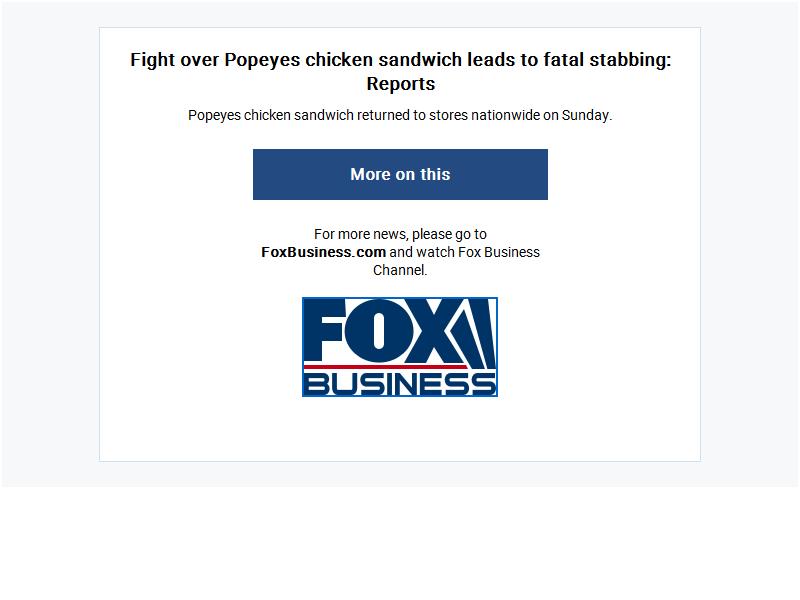 Fight over Popeyes chicken sandwich leads to fatal stabbing:
Reports
Popeyes chicken sandwich returned to stores nationwide on Sunday.
More on this
For more news, please go to
FoxBusiness.com and watch Fox Business
Channel.
FOX
BUSINESS